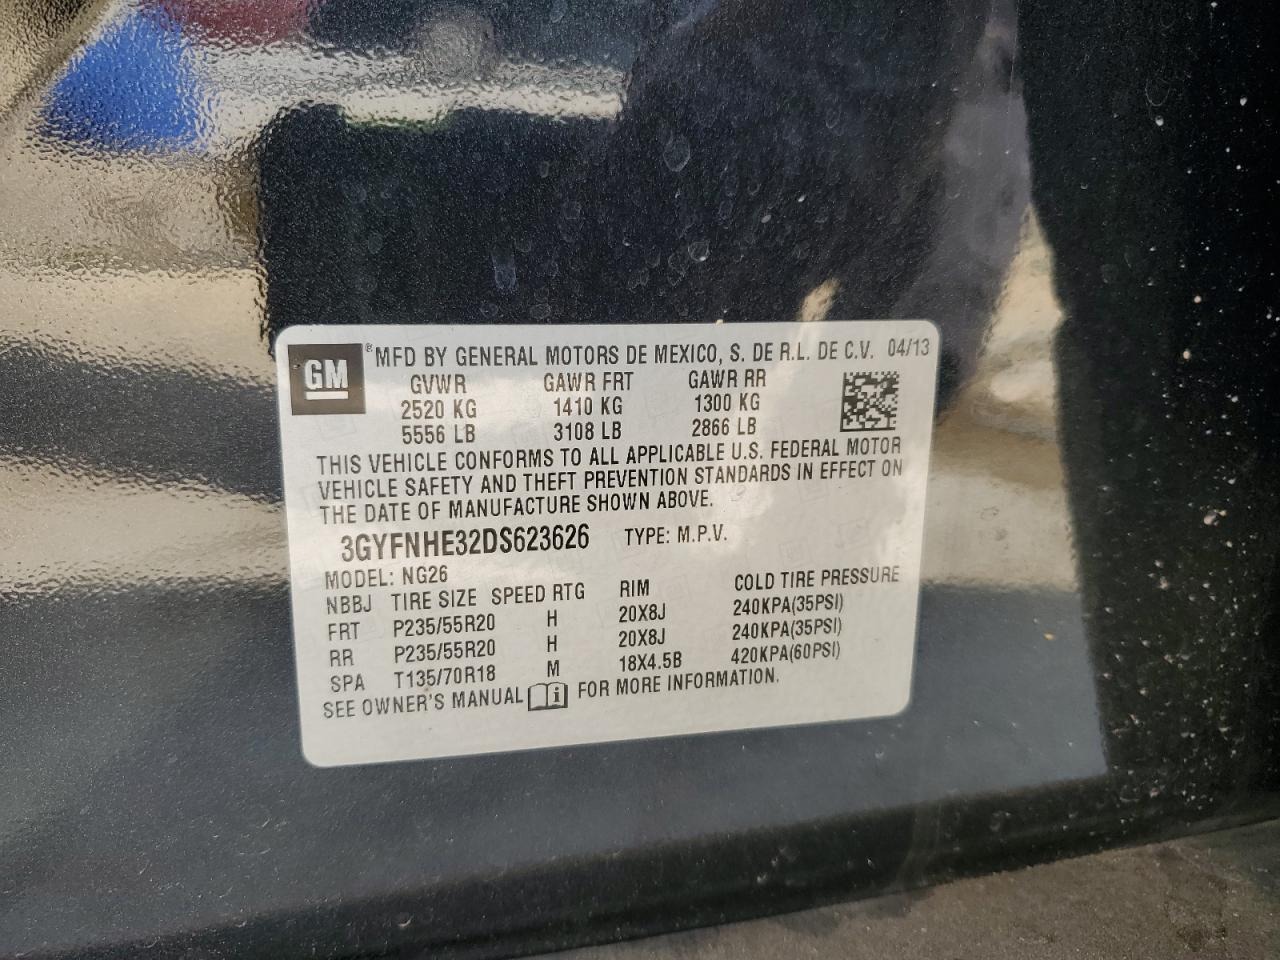 GM ® MFD BY GENERAL MOTORS DE MEXICO, S. DE R.L. DE C.V. 04/13
GVWR GAWR FRT GAWR RR
2520 KG 1410 KG 1300 KG
5556 LB 3108 LB 2866 LB
THIS VEHICLE CONFORMS TO ALL APPLICABLE U.S. FEDERAL MOTOR
VEHICLE SAFETY AND THEFT PREVENTION STANDARDS IN EFFECT ON
THE DATE OF MANUFACTURE SHOWN ABOVE.
3GYFNHE32DS623626 TYPE: M.P.V.
MODEL: NG26
NBBJ TIRE SIZE SPEED RTG RIM COLD TIRE PRESSURE
FRT P235/55R20 H 20X8J 240KPA(35PSI)
RR P235/55R20 H 20X8J 240KPA(35PSI)
SPA T135/70R18 M 18X4.5B 420KPA(60PSI)
SEE OWNER'S MANUAL i FOR MORE INFORMATION.